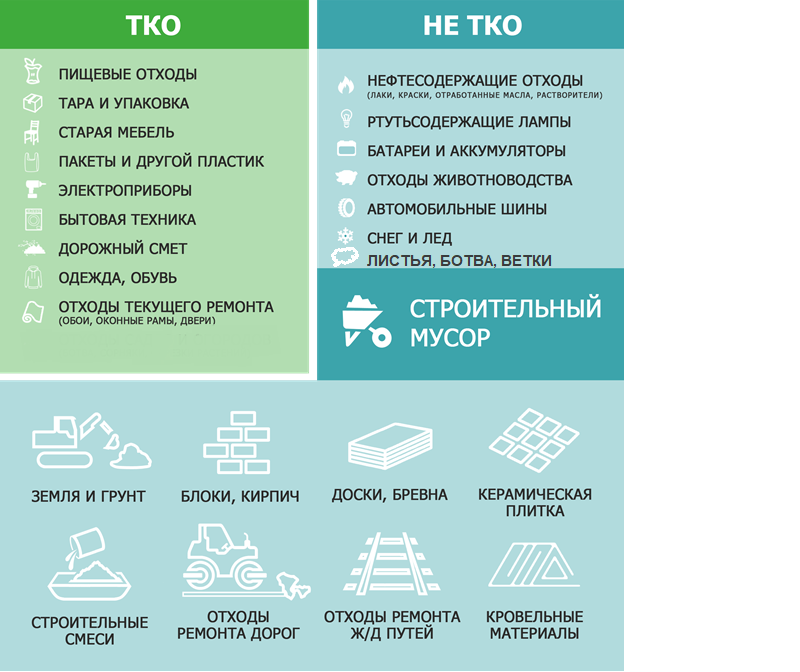 ТКО
ПИЩЕВЫЕ ОТХОДЫ
ТАРА И УПАКОВКА
СТАРАЯ МЕБЕЛЬ
ПАКЕТЫ И ДРУГОЙ ПЛАСТИК
ЭЛЕКТРОПРИБОРЫ
БЫТОВАЯ ТЕХНИКА
ДОРОЖНЫЙ СМЕТ
ОДЕЖДА, ОБУВЬ
ОТХОДЫ ТЕКУЩЕГО РЕМОНТА
(ОБОИ, ОКОННЫЕ РАМЫ, ДВЕРИ)
НЕ ТКО
НЕФТЕСОДЕРЖАЩИЕ ОТХОДЫ
(ЛАКИ, КРАСКИ, ОТРАБОТАННЫЕ МАСЛА, РАСТВОРИТЕЛИ)
РТУТЬСОДЕРЖАЩИЕ ЛАМПЫ
БАТАРЕИ И АККУМУЛЯТОРЫ
ОТХОДЫ ЖИВОТНОВОДСТВА
АВТОМОБИЛЬНЫЕ ШИНЫ
СНЕГ И ЛЕД
ЛИСТЬЯ, БОТВА, ВЕТКИ
СТРОИТЕЛЬНЫЙ
МУСОР
ЗЕМЛЯ И ГРУНТ
БЛОКИ, КИРПИЧ
ДОСКИ, БРЕВНА
КЕРАМИЧЕСКАЯ
ПЛИТКА
СТРОИТЕЛЬНЫЕ
СМЕСИ
ОТХОДЫ
РЕМОНТА ДОРОГ
ОТХОДЫ РЕМОНТА
Ж/Д ПУТЕЙ
КРОВЕЛЬНЫЕ
МАТЕРИАЛЫ